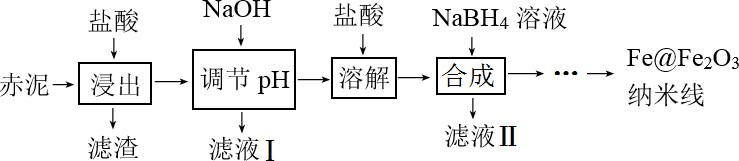 盐酸 NaOH 盐酸 NaBH4 溶液
赤泥 浸出 调节 pH 溶解 合成 ··· Fe@Fe2O3
纳米线
滤渣 滤液Ⅰ 滤液Ⅱ